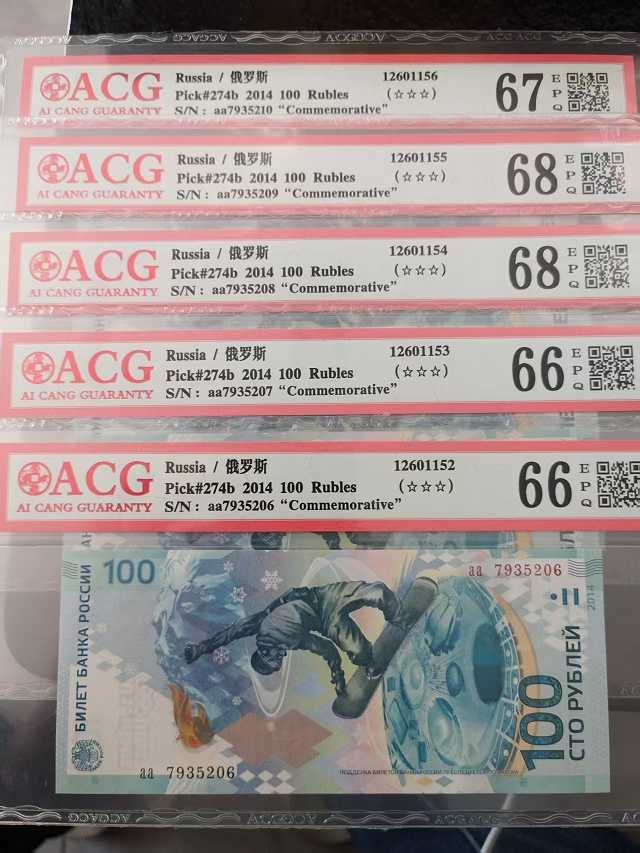 ACG
AI CANG GUARANTY
Russia / 俄罗斯 12601156
Pick#274b 2014 100 Rubles (☆☆☆)
S/N : aa7935210 “Commemorative”
67 EPQ
ACG
AI CANG GUARANTY
Russia / 俄罗斯 12601155
Pick#274b 2014 100 Rubles (☆☆☆)
S/N : aa7935209 “Commemorative”
68 EPQ
ACG
AI CANG GUARANTY
Russia / 俄罗斯 12601154
Pick#274b 2014 100 Rubles (☆☆☆)
S/N : aa7935208 “Commemorative”
68 EPQ
ACG
AI CANG GUARANTY
Russia / 俄罗斯 12601153
Pick#274b 2014 100 Rubles (☆☆☆)
S/N : aa7935207 “Commemorative”
66 EPQ
ACG
AI CANG GUARANTY
Russia / 俄罗斯 12601152
Pick#274b 2014 100 Rubles (☆☆☆)
S/N : aa7935206 “Commemorative”
66 EPQ
100
aa 7935206
БИЛЕТ БАНКА РОССИИ
2014
100
СТО РУБЛЕЙ
aa 7935206